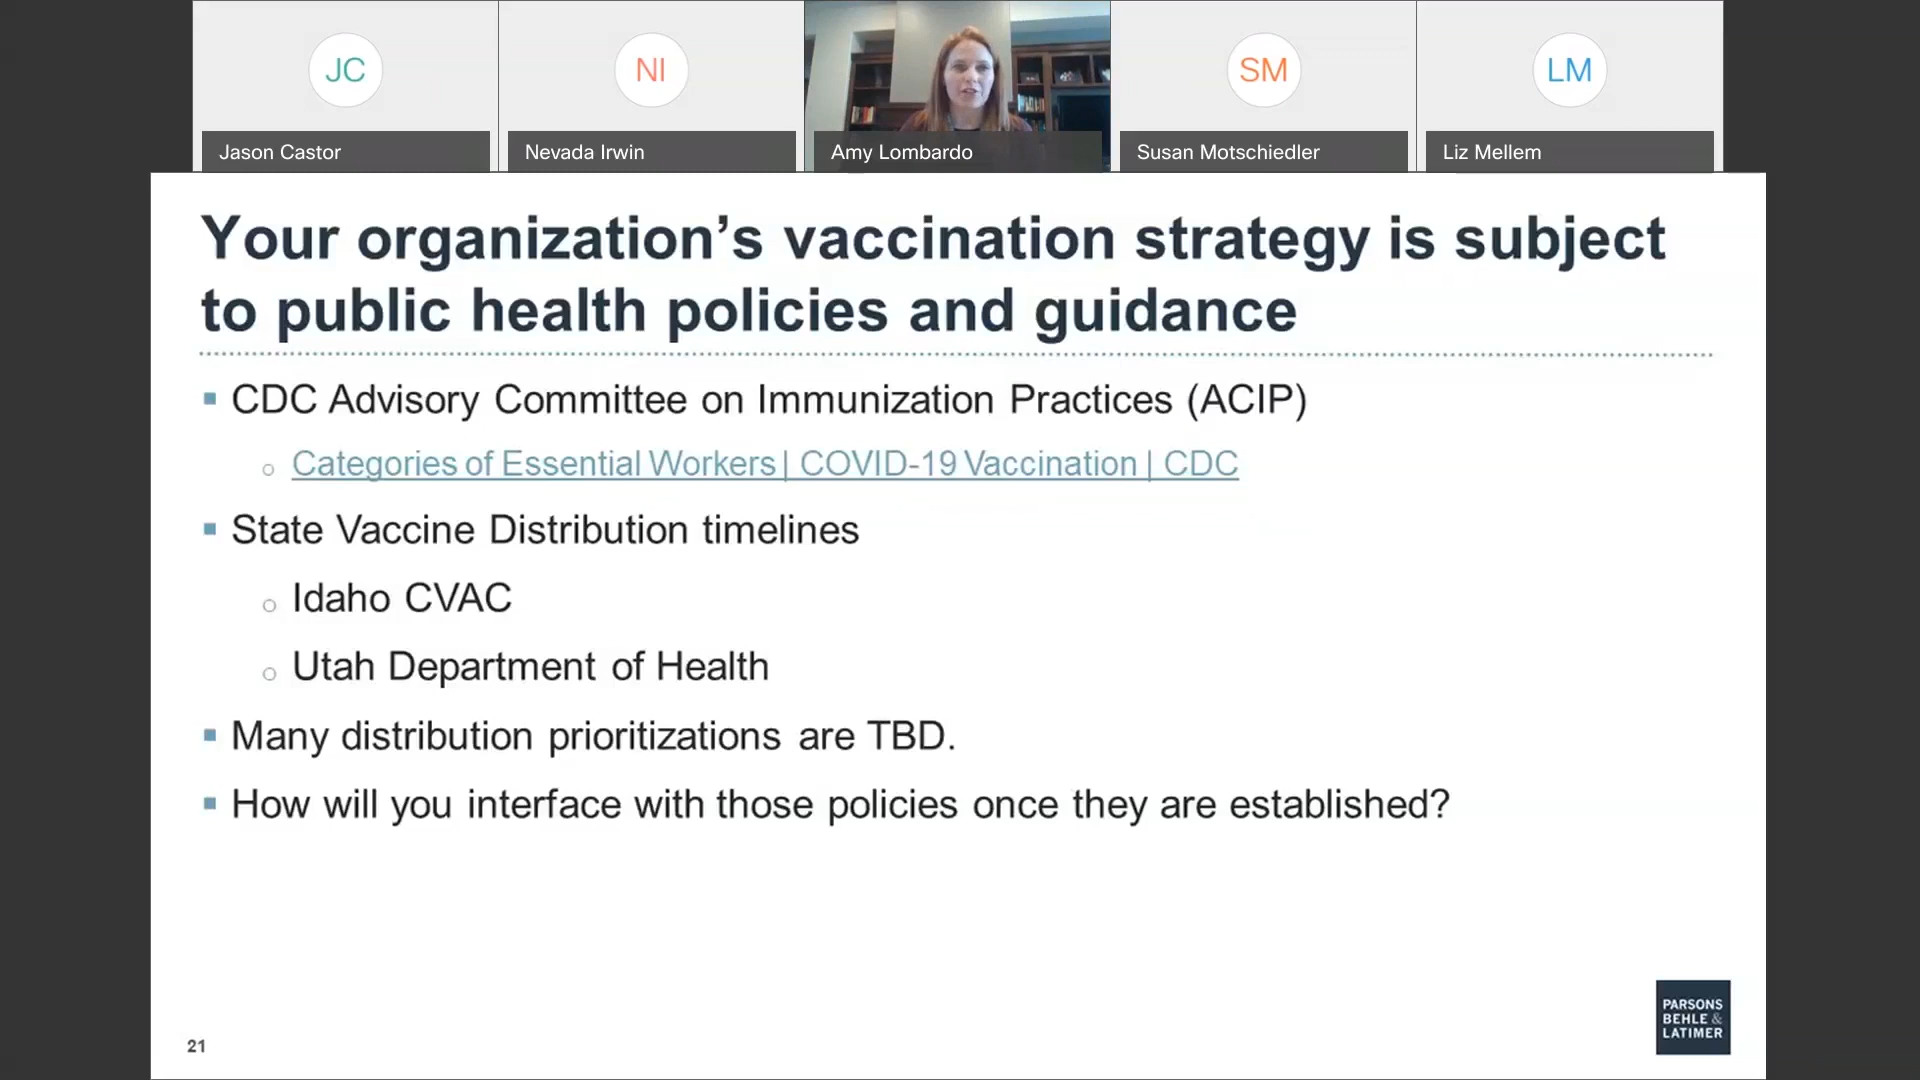 JC
NI
SM
LM
Jason Castor
Nevada Irwin
Amy Lombardo
Susan Motschiedler
Liz Mellem
Your organization’s vaccination strategy is subject
to public health policies and guidance
CDC Advisory Committee on Immunization Practices (ACIP)
Categories of Essential Workers | COVID-19 Vaccination | CDC
State Vaccine Distribution timelines
Idaho CVAC
Utah Department of Health
Many distribution prioritizations are TBD.
How will you interface with those policies once they are established?
PARSONS
BEHLE &
LATIMER
21